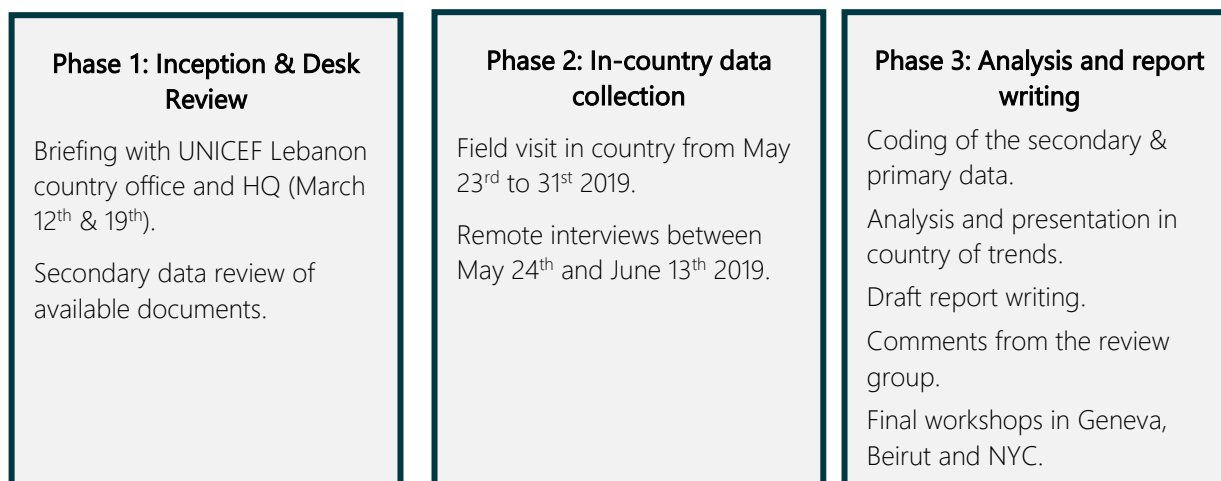 Phase 1: Inception & Desk
Review
Briefing with UNICEF Lebanon
country office and HQ (March
12th & 19th).
Secondary data review of
available documents.
Phase 2: In-country data
collection
Field visit in country from May
23rd to 31st 2019.
Remote interviews between
May 24th and June 13th 2019.
Phase 3: Analysis and report
writing
Coding of the secondary &
primary data.
Analysis and presentation in
country of trends.
Draft report writing.
Comments from the review
group.
Final workshops in Geneva,
Beirut and NYC.